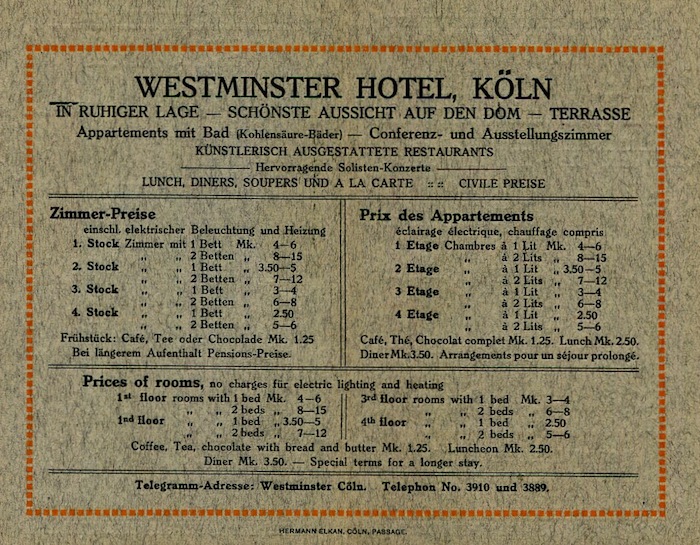 WESTMINSTER HOTEL, KÖLN
IN RUHIGER LAGE — SCHÖNSTE AUSSICHT AUF DEN DOM — TERRASSE
Appartements mit Bad (Kohlensäure-Bäder) — Conferenz- und Ausstellungszimmer
KÜNSTLERISCH AUSGESTATTETE RESTAURANTS
Hervorragende Solisten-Konzerte
LUNCH, DINERS, SOUPERS UND A LA CARTE :: :: CIVILE PREISE
Zimmer-Preise
einschl. elektrischer Beleuchtung und Heizung
1. Stock Zimmer mit 1 Bett Mk. 4—6
„ „ 2 Betten „ 8—15
2. Stock „ „ 1 Bett „ 3.50—5
„ „ 2 Betten „ 7—12
3. Stock „ „ 1 Bett „ 3—4
„ „ 2 Betten „ 6—8
4. Stock „ „ 1 Bett „ 2.50
„ „ 2 Betten „ 5—6
Frühstück: Café, Tee oder Chocolade Mk. 1.25
Bei längerem Aufenthalt Pensions-Preise.
Prix des Appartements
éclairage électrique, chauffage compris
1 Etage Chambres á 1 Lit Mk. 4—6
„ á 2 Lits „ 8—15
2 Etage „ à 1 Lit „ 3.50—5
„ á 2 Lits „ 7—12
3 Etage „ à 1 Lit „ 3—4
„ à 2 Lits „ 6—8
4 Etage „ à 1 Lit „ 2.50
„ à 2 Lits „ 5—6
Café, Thé, Chocolat complet Mk. 1.25. Lunch Mk. 2.50.
Diner Mk. 3.50. Arrangements pour un séjour prolongé.
Prices of rooms, no charges für electric lighting and heating
1st floor rooms with 1 bed Mk. 4—6
„ „ 2 beds „ 8—15
11nd floor „ „ 1 bed „ 3.50—5
„ „ 2 beds „ 7—12
3rd floor rooms with 1 bed Mk. 3—4
„ „ 2 beds „ 6—8
4th floor „ „ 1 bed „ 2.50
„ „ 2 beds „ 5—6
Coffee, Tea, chocolate with bread and butter Mk. 1.25. Luncheon Mk. 2.50.
Diner Mk. 3.50. — Special terms for a longer stay.
Telegramm-Adresse: Westminster Cöln. Telephon No. 3910 und 3889.
HERMANN ELKAN, CÖLN, PASSAGE.